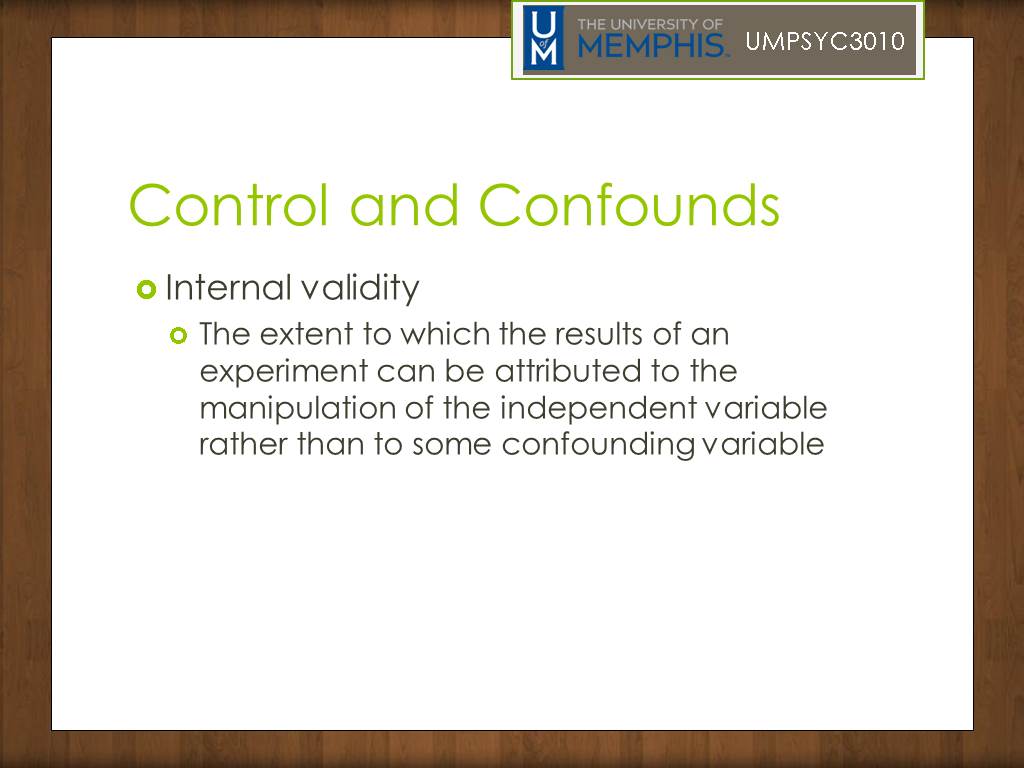 U
of
M
THE UNIVERSITY OF
MEMPHIS™ UMPSYC3010
Control and Confounds
Internal validity
The extent to which the results of an
experiment can be attributed to the
manipulation of the independent variable
rather than to some confounding variable